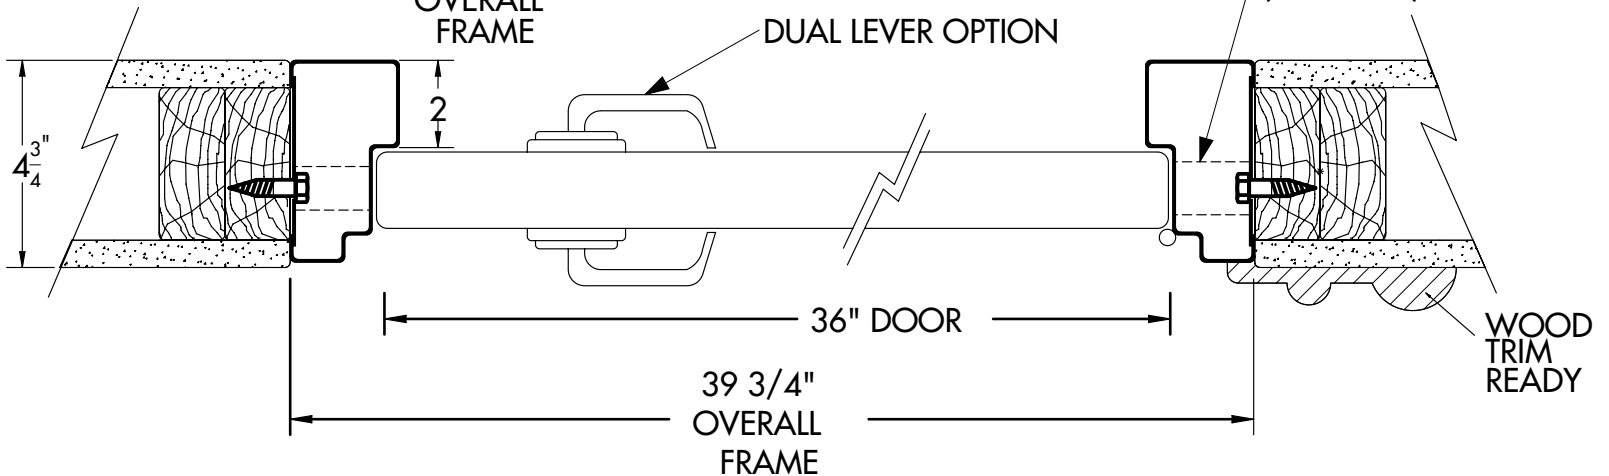 OVERALL
FRAME
DUAL LEVER OPTION
2
4 3/4"
36" DOOR
WOOD
TRIM
READY
39 3/4"
OVERALL
FRAME